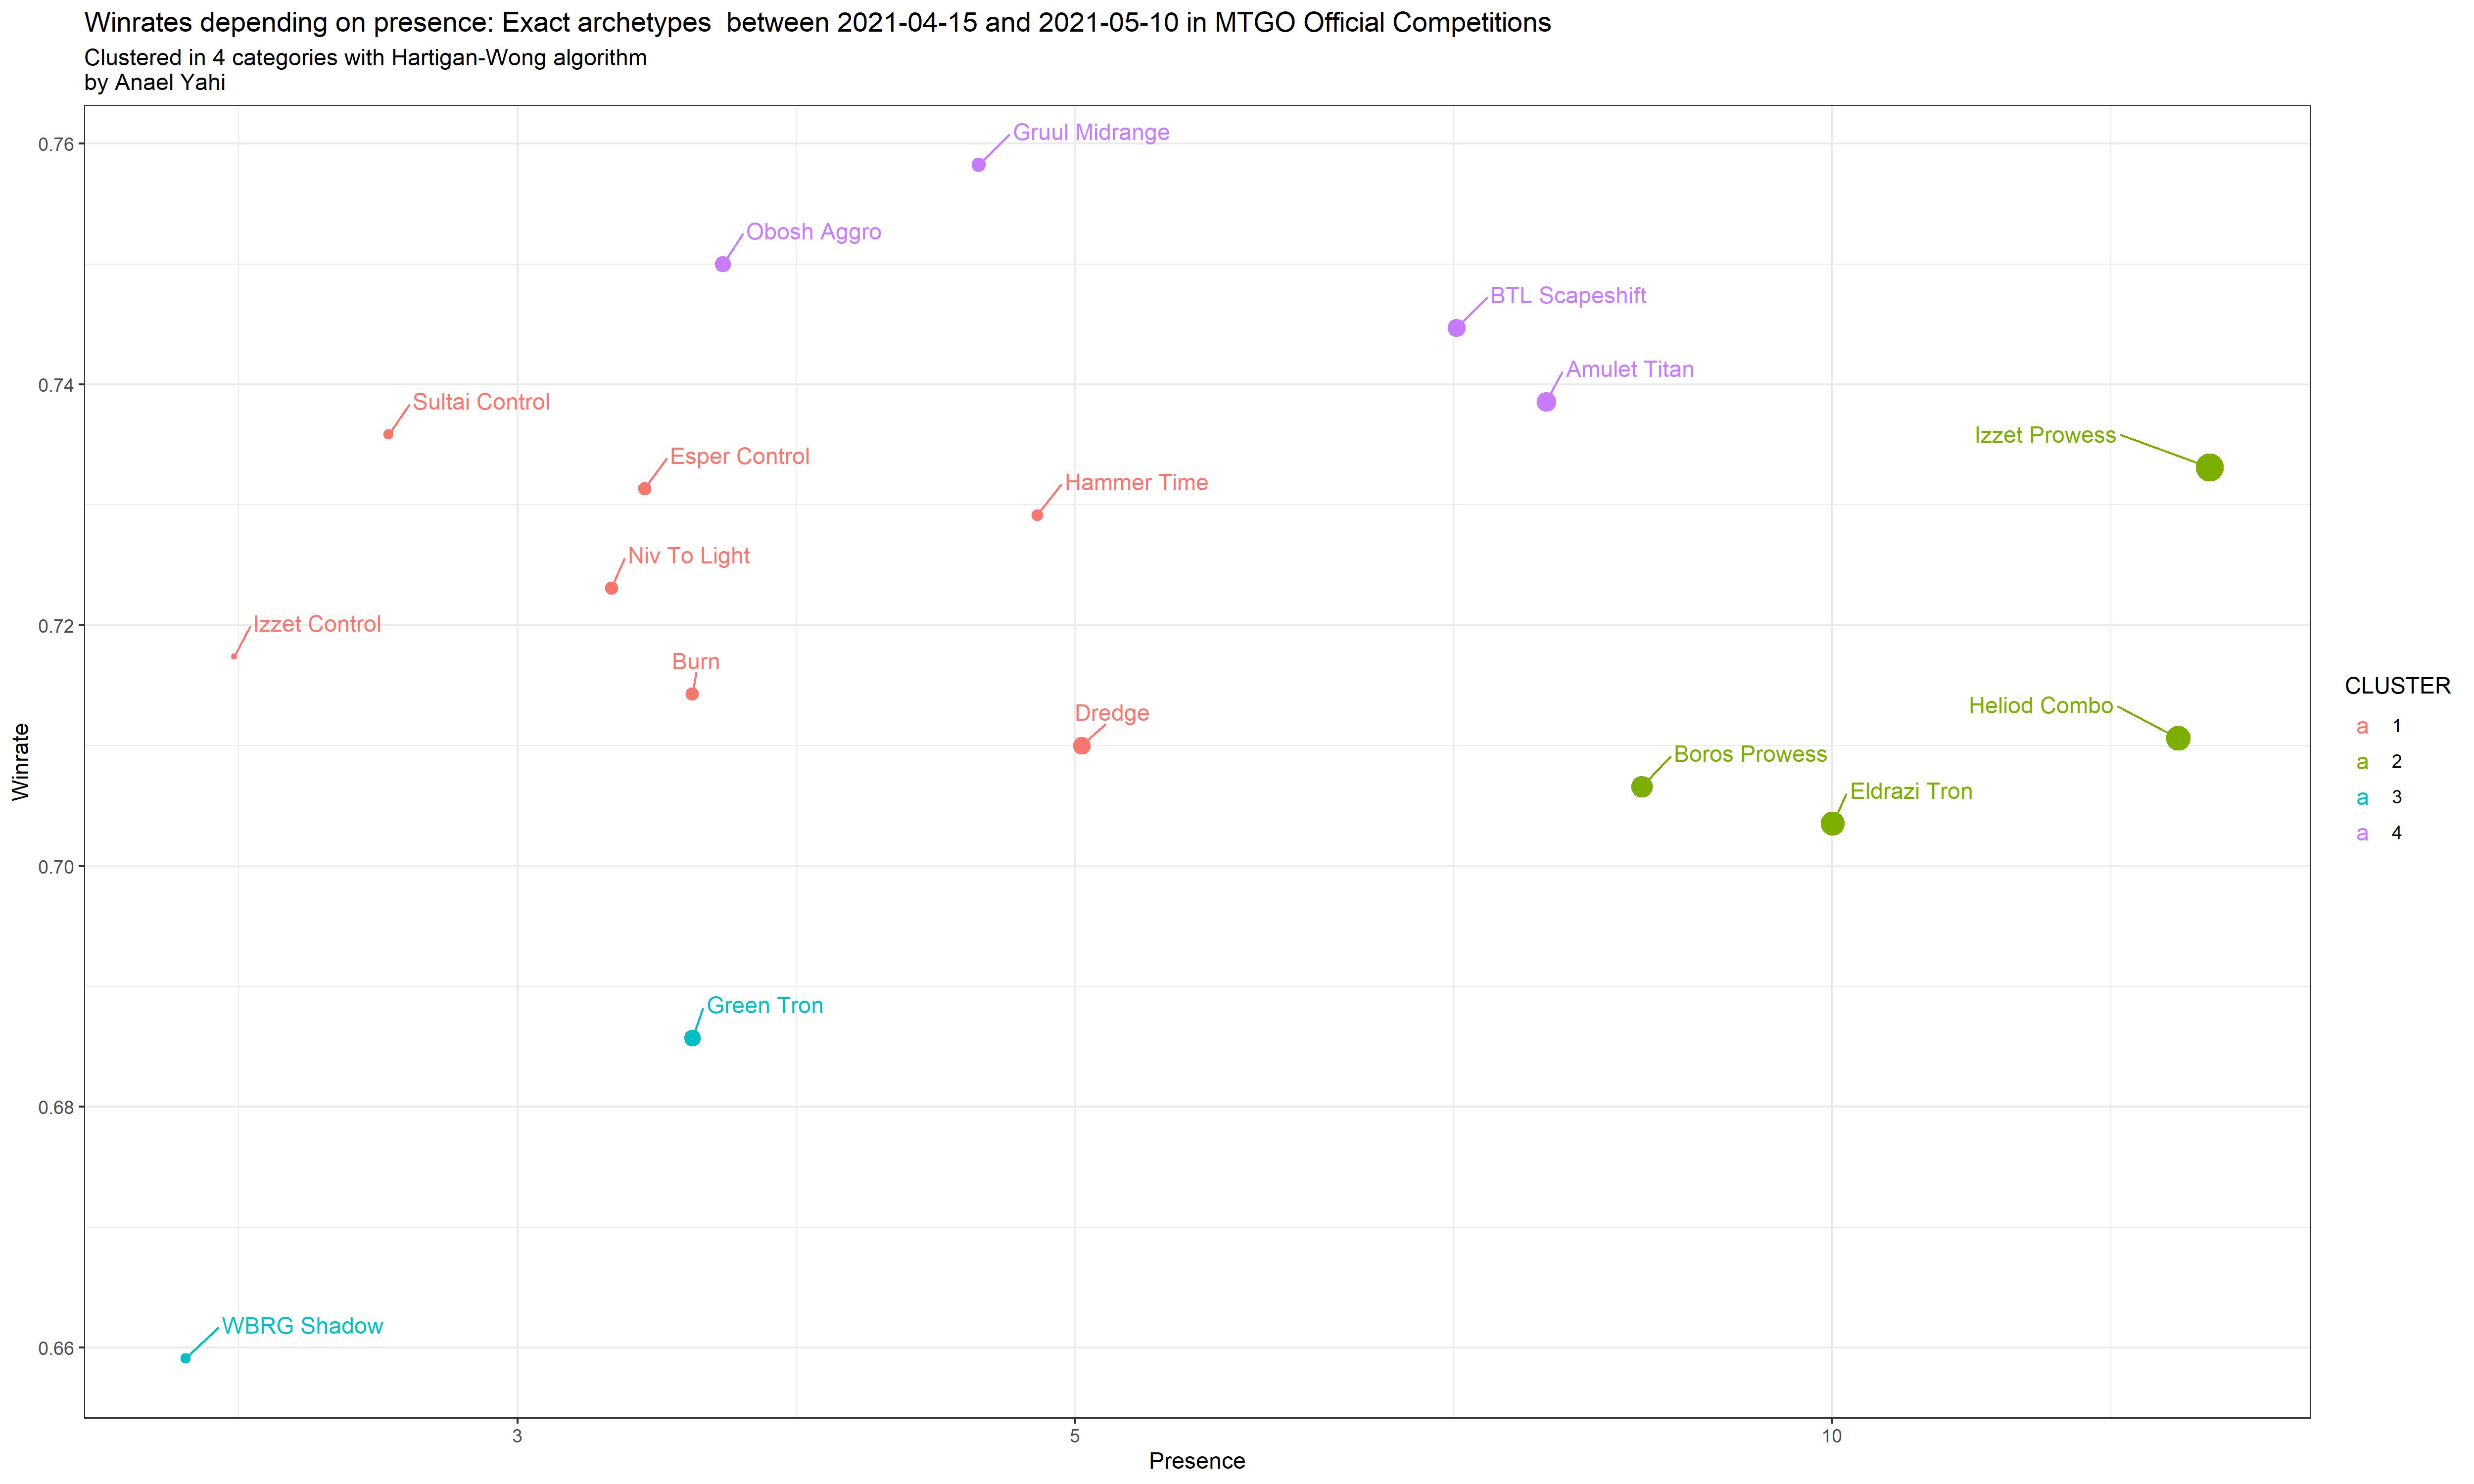 Winrates depending on presence: Exact archetypes  between 2021-04-15 and 2021-05-10 in MTGO Official Competitions
Clustered in 4 categories with Hartigan-Wong algorithm
by Anael Yahi
Gruul Midrange
0.76
Obosh Aggro
BTL Scapeshift
Amulet Titan
0.74
Sultai Control
Izzet Prowess
Esper Control
Hammer Time
Niv To Light
Izzet Control
0.72
Burn
CLUSTER
Heliod Combo
Dredge
a 1
Boros Prowess
a 2
Winrate
Eldrazi Tron
a 3
a 4
0.70
Green Tron
0.68
WBRG Shadow
0.66
3
5
10
Presence